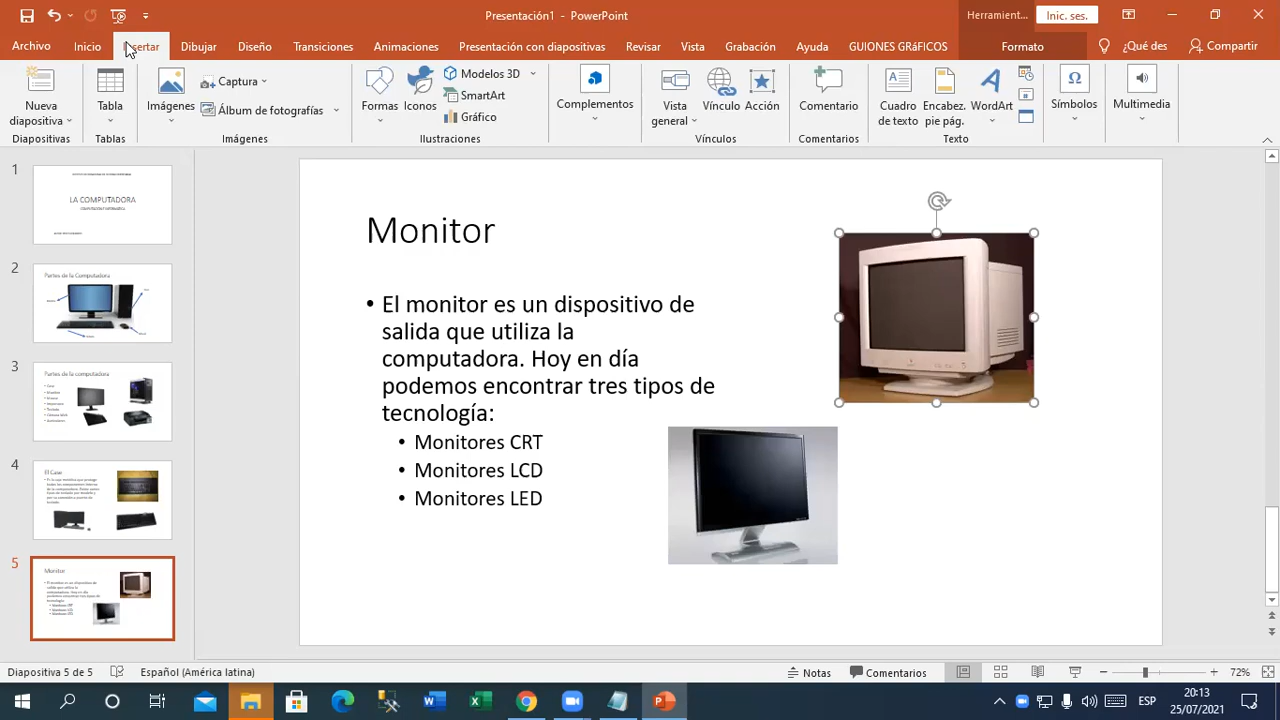 Presentación1 - PowerPoint
Herramient...
Inic. ses.
Archivo
Inicio
Insertar
Dibujar
Diseño
Transiciones
Animaciones
Presentación con diapositivas
Revisar
Vista
Grabación
Ayuda
GUIONES GRáFICOS
Formato
¿Qué des
Compartir
Nueva diapositiva
Tabla
Imágenes
Captura
Álbum de fotografías
Formas
Iconos
Modelos 3D
SmartArt
Gráfico
Complementos
Vista general
Vínculo
Acción
Comentario
Cuadro de texto
Encabez. pie pág.
WordArt
Símbolos
Multimedia
Diapositivas
Tablas
Imágenes
Ilustraciones
Vínculos
Comentarios
Texto
1
LA COMPUTADORA
2
Partes de la Computadora
3
Partes de la computadora
4
El Case
5
Monitor
Monitor
• El monitor es un dispositivo de
salida que utiliza la
computadora. Hoy en día
podemos encontrar tres tipos de
tecnología:
• Monitores CRT
• Monitores LCD
• Monitores LED
Diapositiva 5 de 5
Español (América latina)
Notas
Comentarios
72%
ESP
20:13
25/07/2021